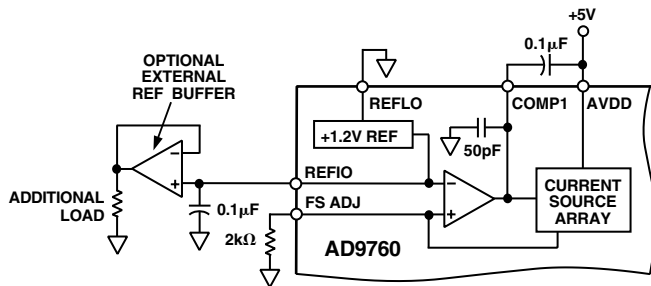 +5V
0.1µF
OPTIONAL
EXTERNAL
REF BUFFER
REFLO
COMP1
AVDD
+1.2V REF
50pF
–
+
REFIO
–
+
CURRENT
SOURCE
ARRAY
ADDITIONAL
LOAD
0.1µF
FS ADJ
2kΩ
AD9760